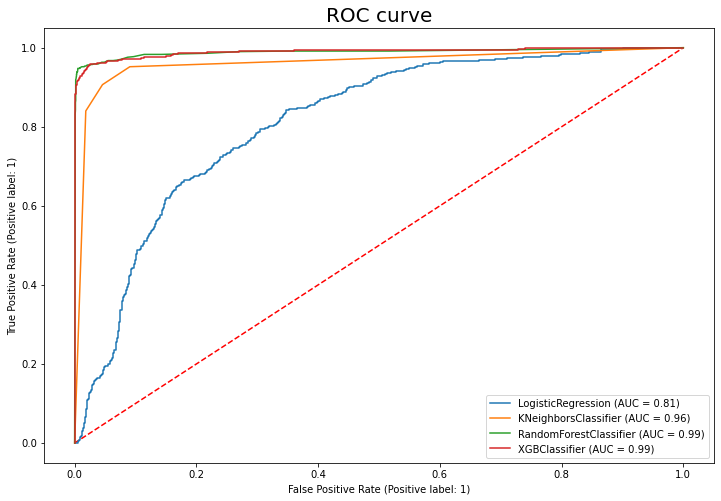 ROC curve
True Positive Rate (Positive label: 1)
1.0
0.8
0.6
0.4
0.2
0.0
LogisticRegression (AUC = 0.81)
KNeighborsClassifier (AUC = 0.96)
RandomForestClassifier (AUC = 0.99)
XGBClassifier (AUC = 0.99)
0.0 0.2 0.4 0.6 0.8 1.0
False Positive Rate (Positive label: 1)